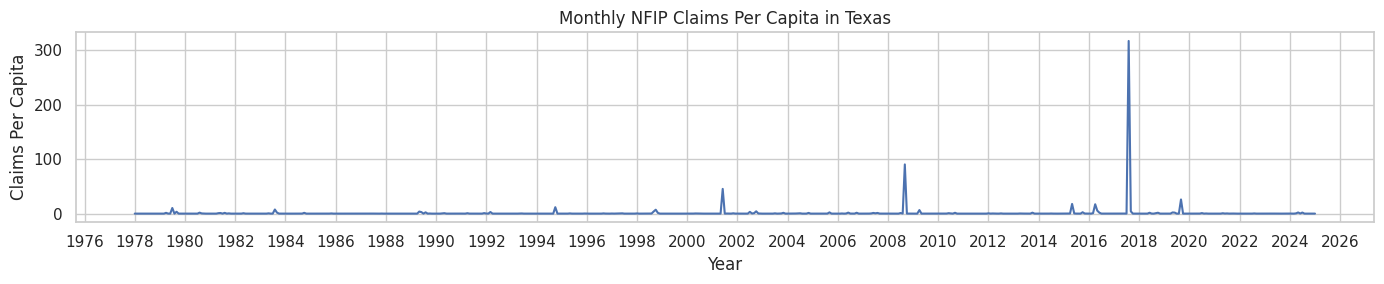 Monthly NFIP Claims Per Capita in Texas
Claims Per Capita
300
200
100
0
1976 1978 1980 1982 1984 1986 1988 1990 1992 1994 1996 1998 2000 2002 2004 2006 2008 2010 2012 2014 2016 2018 2020 2022 2024 2026
Year